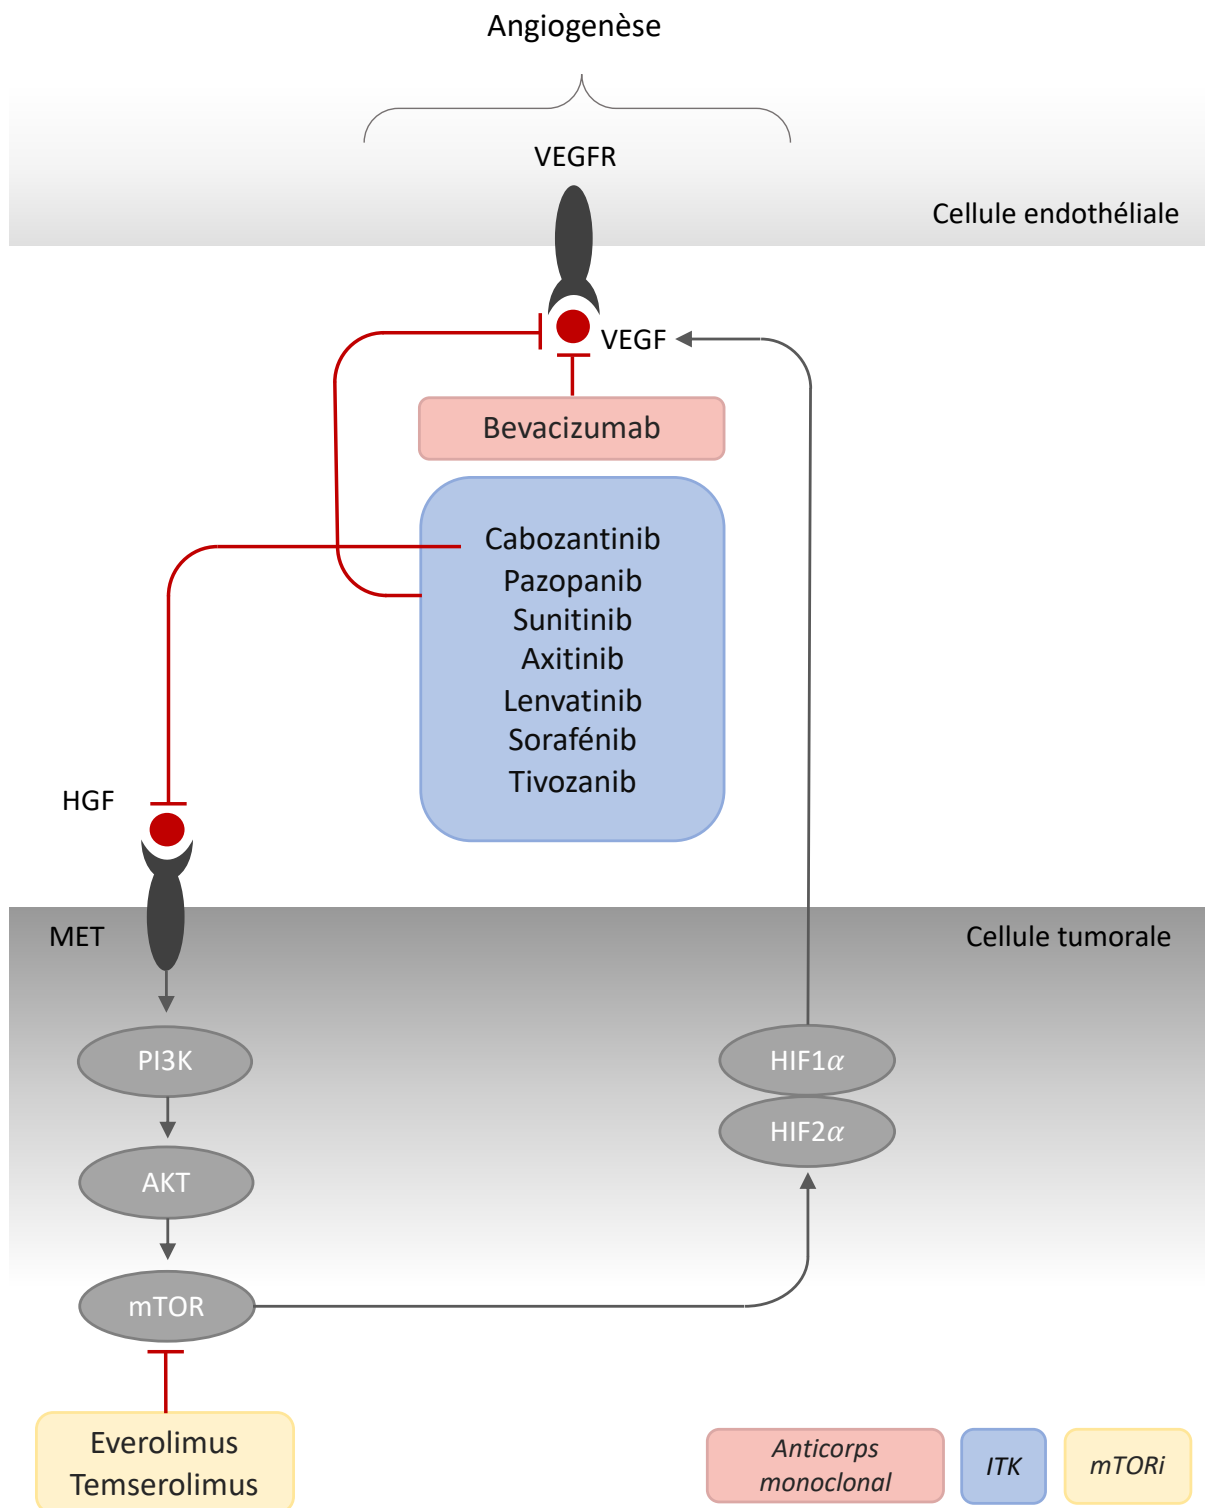 Angiogenèse
VEGFR
Cellule endothéliale
VEGF
Bevacizumab
Cabozantinib
Pazopanib
Sunitinib
Axitinib
Lenvatinib
Sorafénib
Tivozanib
HGF
MET
Cellule tumorale
PI3K
HIF1α
HIF2α
AKT
mTOR
Everolimus
Temserolimus
Anticorps
monoclonal
ITK
mTORi